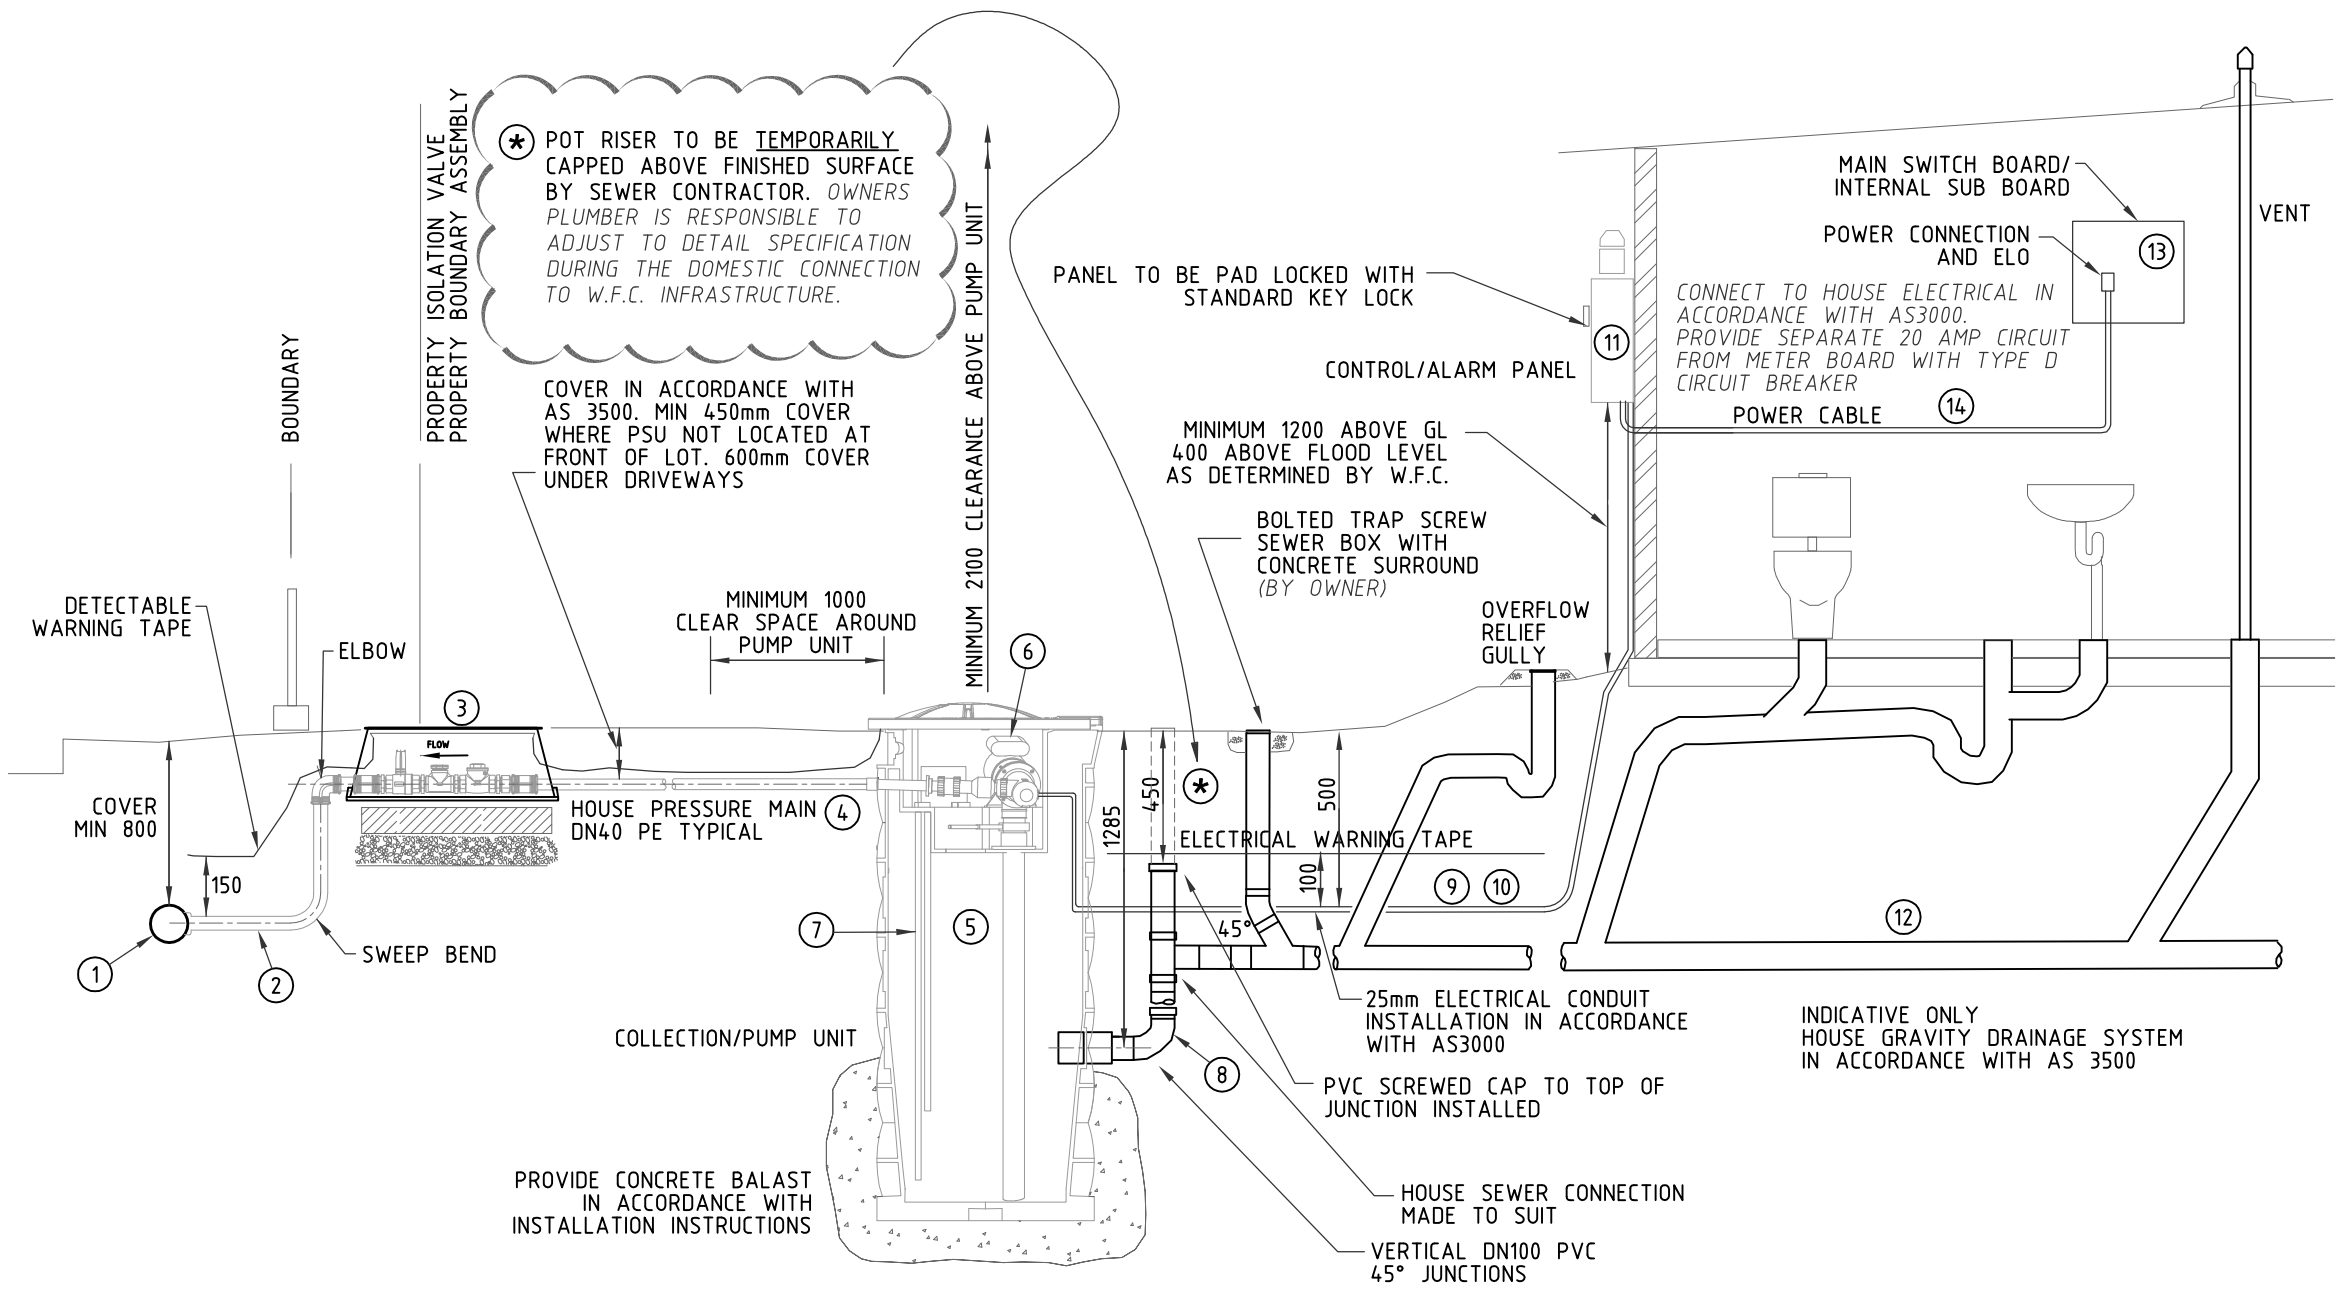 *
POT RISER TO BE TEMPORARILY
CAPPED ABOVE FINISHED SURFACE
BY SEWER CONTRACTOR. OWNERS
PLUMBER IS RESPONSIBLE TO
ADJUST TO DETAIL SPECIFICATION
DURING THE DOMESTIC CONNECTION
TO W.F.C. INFRASTRUCTURE.
BOUNDARY
PROPERTY ISOLATION VALVE
PROPERTY BOUNDARY ASSEMBLY
COVER IN ACCORDANCE WITH
AS 3500. MIN 450mm COVER
WHERE PSU NOT LOCATED AT
FRONT OF LOT. 600mm COVER
UNDER DRIVEWAYS
MINIMUM 2100 CLEARANCE ABOVE PUMP UNIT
MAIN SWITCH BOARD/
INTERNAL SUB BOARD
VENT
POWER CONNECTION
AND ELO
13
PANEL TO BE PAD LOCKED WITH
STANDARD KEY LOCK
CONNECT TO HOUSE ELECTRICAL IN
ACCORDANCE WITH AS3000.
PROVIDE SEPARATE 20 AMP CIRCUIT
FROM METER BOARD WITH TYPE D
CIRCUIT BREAKER
11
CONTROL/ALARM PANEL
POWER CABLE
14
MINIMUM 1200 ABOVE GL
400 ABOVE FLOOD LEVEL
AS DETERMINED BY W.F.C.
BOLTED TRAP SCREW
SEWER BOX WITH
CONCRETE SURROUND
(BY OWNER)
OVERFLOW
RELIEF
GULLY
DETECTABLE
WARNING TAPE
ELBOW
MINIMUM 1000
CLEAR SPACE AROUND
PUMP UNIT
6
3
FLOW
COVER
MIN 800
HOUSE PRESSURE MAIN
DN40 PE TYPICAL
4
1285
450
*
500
ELECTRICAL WARNING TAPE
100
150
9
10
7
5
45°
12
1
2
SWEEP BEND
COLLECTION/PUMP UNIT
8
25mm ELECTRICAL CONDUIT
INSTALLATION IN ACCORDANCE
WITH AS3000
INDICATIVE ONLY
HOUSE GRAVITY DRAINAGE SYSTEM
IN ACCORDANCE WITH AS 3500
PVC SCREWED CAP TO TOP OF
JUNCTION INSTALLED
PROVIDE CONCRETE BALAST
IN ACCORDANCE WITH
INSTALLATION INSTRUCTIONS
HOUSE SEWER CONNECTION
MADE TO SUIT
VERTICAL DN100 PVC
45° JUNCTIONS